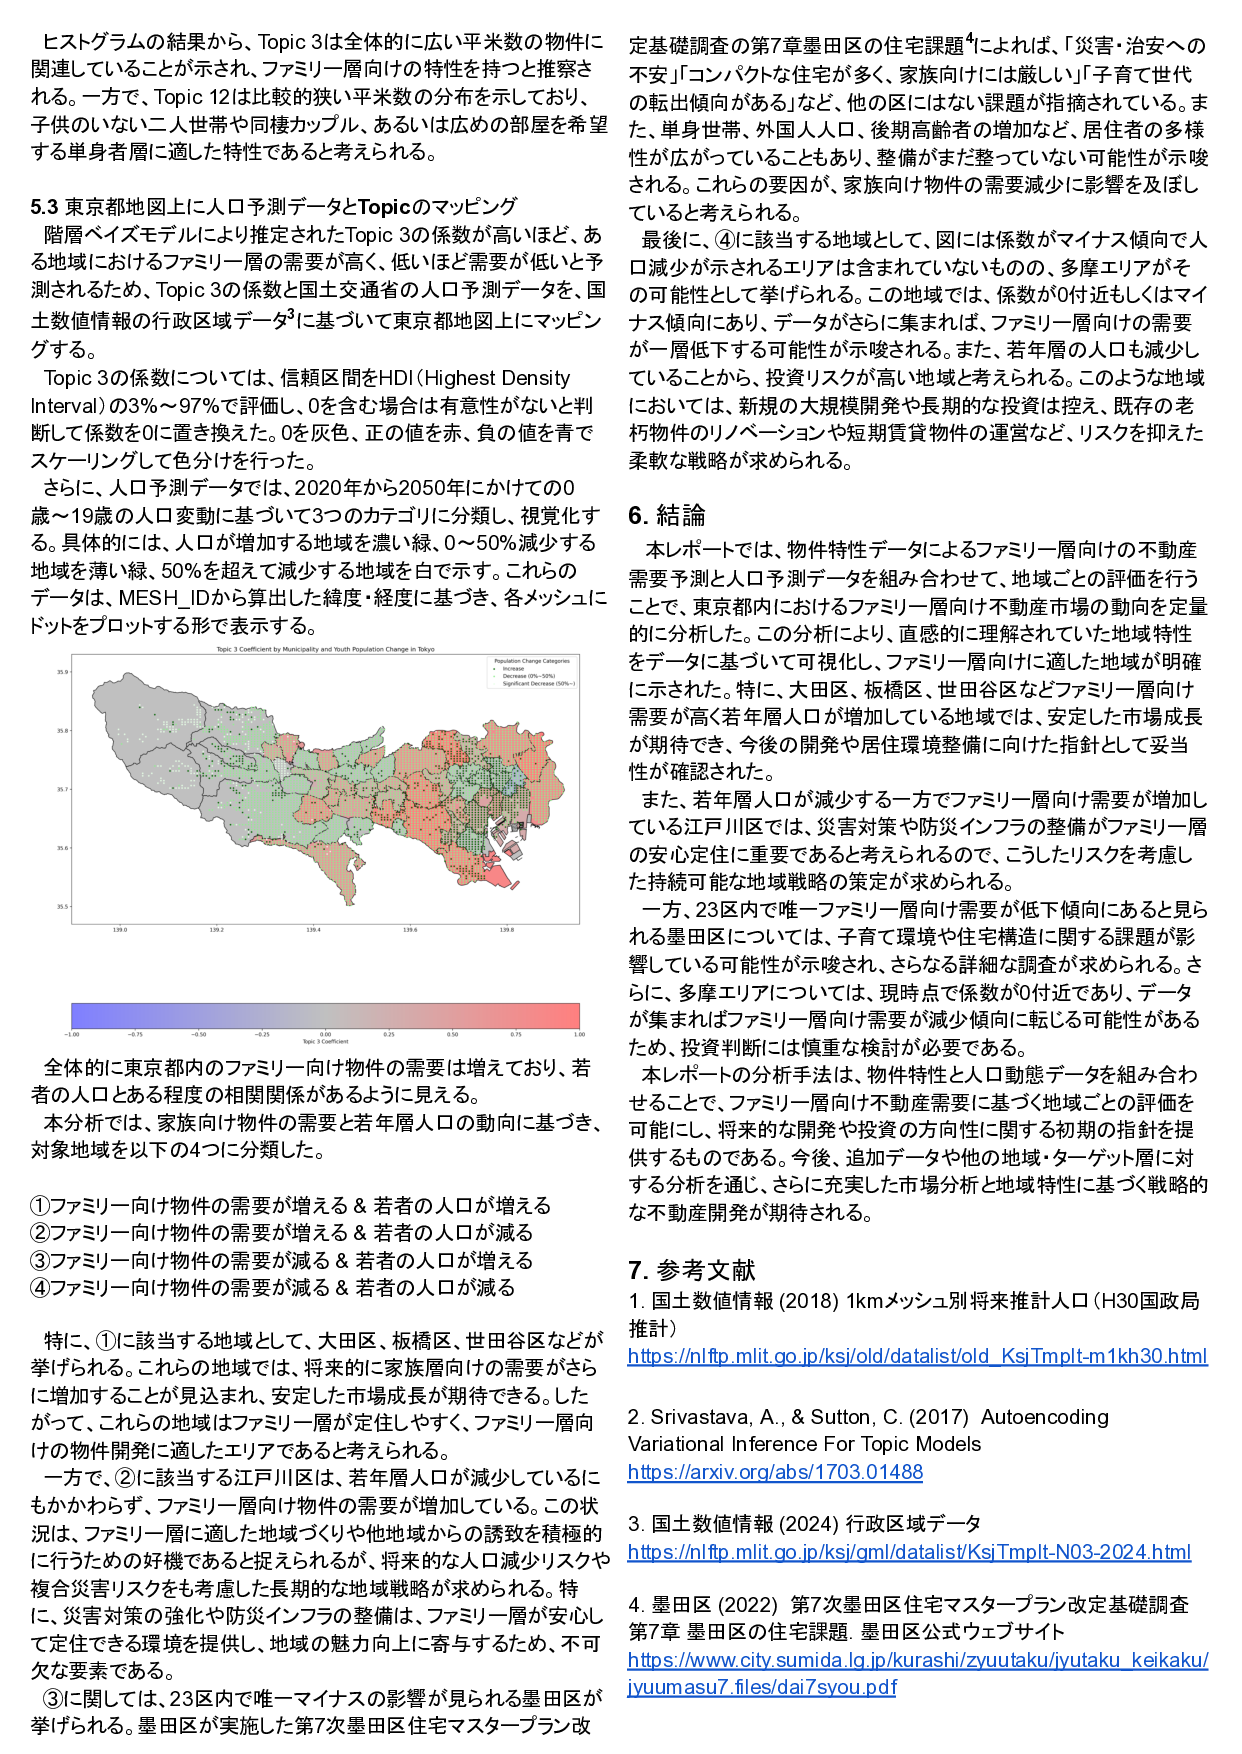 ヒストグラムの結果から、Topic 3は全体的に広い平米数の物件に
関連していることが示され、ファミリー層向けの特性を持つと推察さ
れる。一方で、Topic 12は比較的狭い平米数の分布を示しており、
子供のいない二人世帯や同棲カップル、あるいは広めの部屋を希望
する単身者層に適した特性であると考えられる。
5.3 東京都地図上に人口予測データとTopicのマッピング
階層ベイズモデルにより推定されたTopic 3の係数が高いほど、あ
る地域におけるファミリー層の需要が高く、低いほど需要が低いと予
測されるため、Topic 3の係数と国土交通省の人口予測データを、国
土数値情報の行政区域データ3に基づいて東京都地図上にマッピン
グする。
Topic 3の係数については、信頼区間をHDI（Highest Density
Interval）の3%〜97%で評価し、0を含む場合は有意性がないと判
断して係数を0に置き換えた。0を灰色、正の値を赤、負の値を青で
スケーリングして色分けを行った。
さらに、人口予測データでは、2020年から2050年にかけての0
歳〜19歳の人口変動に基づいて3つのカテゴリに分類し、視覚化す
る。具体的には、人口が増加する地域を濃い緑、0〜50%減少する
地域を薄い緑、50%を超えて減少する地域を白で示す。これらの
データは、MESH_IDから算出した緯度・経度に基づき、各メッシュに
ドットをプロットする形で表示する。
Topic 3 Coefficient by Municipality and Youth Population Change in Tokyo
Population Change Categories
Increase
Decrease (0%~50%)
Significant Decrease (50%~)
35.9
35.8
35.7
35.6
35.5
139.0 139.2 139.4 139.6 139.8
−1.00 −0.75 −0.50 −0.25 0.00 0.25 0.50 0.75 1.00
Topic 3 Coefficient
全体的に東京都内のファミリー向け物件の需要は増えており、若
者の人口とある程度の相関関係があるように見える。
本分析では、家族向け物件の需要と若年層人口の動向に基づき、
対象地域を以下の4つに分類した。
①ファミリー向け物件の需要が増える & 若者の人口が増える
②ファミリー向け物件の需要が増える & 若者の人口が減る
③ファミリー向け物件の需要が減る & 若者の人口が増える
④ファミリー向け物件の需要が減る & 若者の人口が減る
特に、①に該当する地域として、大田区、板橋区、世田谷区などが
挙げられる。これらの地域では、将来的に家族層向けの需要がさら
に増加することが見込まれ、安定した市場成長が期待できる。した
がって、これらの地域はファミリー層が定住しやすく、ファミリー層向
けの物件開発に適したエリアであると考えられる。
一方で、②に該当する江戸川区は、若年層人口が減少しているに
もかかわらず、ファミリー層向け物件の需要が増加している。この状
況は、ファミリー層に適した地域づくりや他地域からの誘致を積極的
に行うための好機であると捉えられるが、将来的な人口減少リスクや
複合災害リスクをも考慮した長期的な地域戦略が求められる。特
に、災害対策の強化や防災インフラの整備は、ファミリー層が安心し
て定住できる環境を提供し、地域の魅力向上に寄与するため、不可
欠な要素である。
③に関しては、23区内で唯一マイナスの影響が見られる墨田区が
挙げられる。墨田区が実施した第7次墨田区住宅マスタープラン改
定基礎調査の第7章墨田区の住宅課題4によれば、「災害・治安への
不安」「コンパクトな住宅が多く、家族向けには厳しい」「子育て世代
の転出傾向がある」など、他の区にはない課題が指摘されている。ま
た、単身世帯、外国人人口、後期高齢者の増加など、居住者の多様
性が広がっていることもあり、整備がまだ整っていない可能性が示唆
される。これらの要因が、家族向け物件の需要減少に影響を及ぼし
ていると考えられる。
最後に、④に該当する地域として、図には係数がマイナス傾向で人
口減少が示されるエリアは含まれていないものの、多摩エリアがそ
の可能性として挙げられる。この地域では、係数が0付近もしくはマイ
ナス傾向にあり、データがさらに集まれば、ファミリー層向けの需要
が一層低下する可能性が示唆される。また、若年層の人口も減少し
ていることから、投資リスクが高い地域と考えられる。このような地域
においては、新規の大規模開発や長期的な投資は控え、既存の老
朽物件のリノベーションや短期賃貸物件の運営など、リスクを抑えた
柔軟な戦略が求められる。
6. 結論
本レポートでは、物件特性データによるファミリー層向けの不動産
需要予測と人口予測データを組み合わせて、地域ごとの評価を行う
ことで、東京都内におけるファミリー層向け不動産市場の動向を定量
的に分析した。この分析により、直感的に理解されていた地域特性
をデータに基づいて可視化し、ファミリー層向けに適した地域が明確
に示された。特に、大田区、板橋区、世田谷区などファミリー層向け
需要が高く若年層人口が増加している地域では、安定した市場成長
が期待でき、今後の開発や居住環境整備に向けた指針として妥当
性が確認された。
また、若年層人口が減少する一方でファミリー層向け需要が増加し
ている江戸川区では、災害対策や防災インフラの整備がファミリー層
の安心定住に重要であると考えられるので、こうしたリスクを考慮し
た持続可能な地域戦略の策定が求められる。
一方、23区内で唯一ファミリー層向け需要が低下傾向にあると見ら
れる墨田区については、子育て環境や住宅構造に関する課題が影
響している可能性が示唆され、さらなる詳細な調査が求められる。さ
らに、多摩エリアについては、現時点で係数が0付近であり、データ
が集まればファミリー層向け需要が減少傾向に転じる可能性がある
ため、投資判断には慎重な検討が必要である。
本レポートの分析手法は、物件特性と人口動態データを組み合わ
せることで、ファミリー層向け不動産需要に基づく地域ごとの評価を
可能にし、将来的な開発や投資の方向性に関する初期の指針を提
供するものである。今後、追加データや他の地域・ターゲット層に対
する分析を通じ、さらに充実した市場分析と地域特性に基づく戦略的
な不動産開発が期待される。
7. 参考文献
1. 国土数値情報 (2018) 1kmメッシュ別将来推計人口（H30国政局
推計）
https://nlftp.mlit.go.jp/ksj/old/datalist/old_KsjTmplt-m1kh30.html
2. Srivastava, A., & Sutton, C. (2017) Autoencoding
Variational Inference For Topic Models
https://arxiv.org/abs/1703.01488
3. 国土数値情報 (2024) 行政区域データ
https://nlftp.mlit.go.jp/ksj/gml/datalist/KsjTmplt-N03-2024.html
4. 墨田区 (2022) 第7次墨田区住宅マスタープラン改定基礎調査
第7章 墨田区の住宅課題. 墨田区公式ウェブサイト
https://www.city.sumida.lg.jp/kurashi/zyuutaku/jyutaku_keikaku/
jyuumasu7.files/dai7syou.pdf